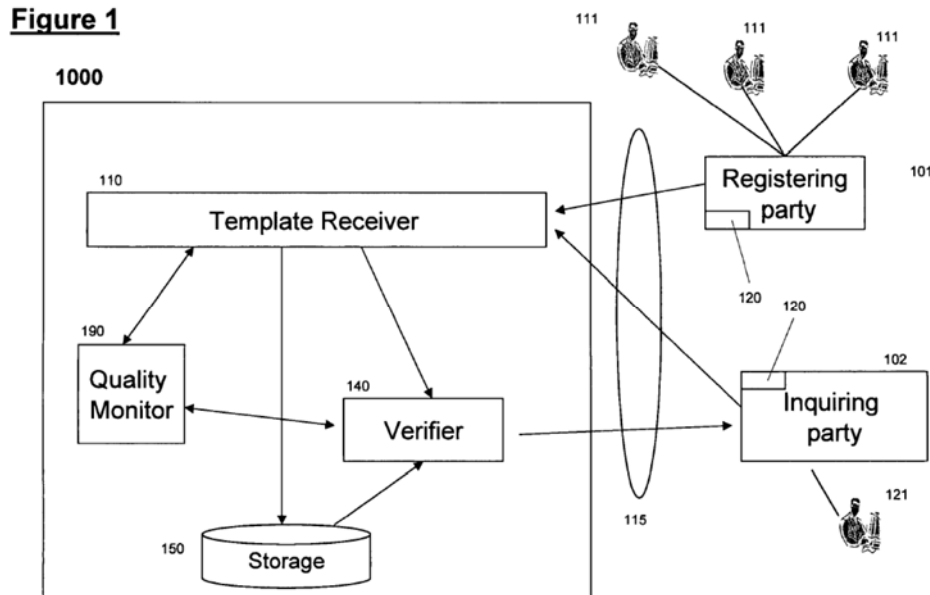 Figure 1
111
111
111
1000
110
Template Receiver
Registering
party
101
120
120
190
Quality
Monitor
140
Verifier
102
Inquiring
party
115
121
150
Storage